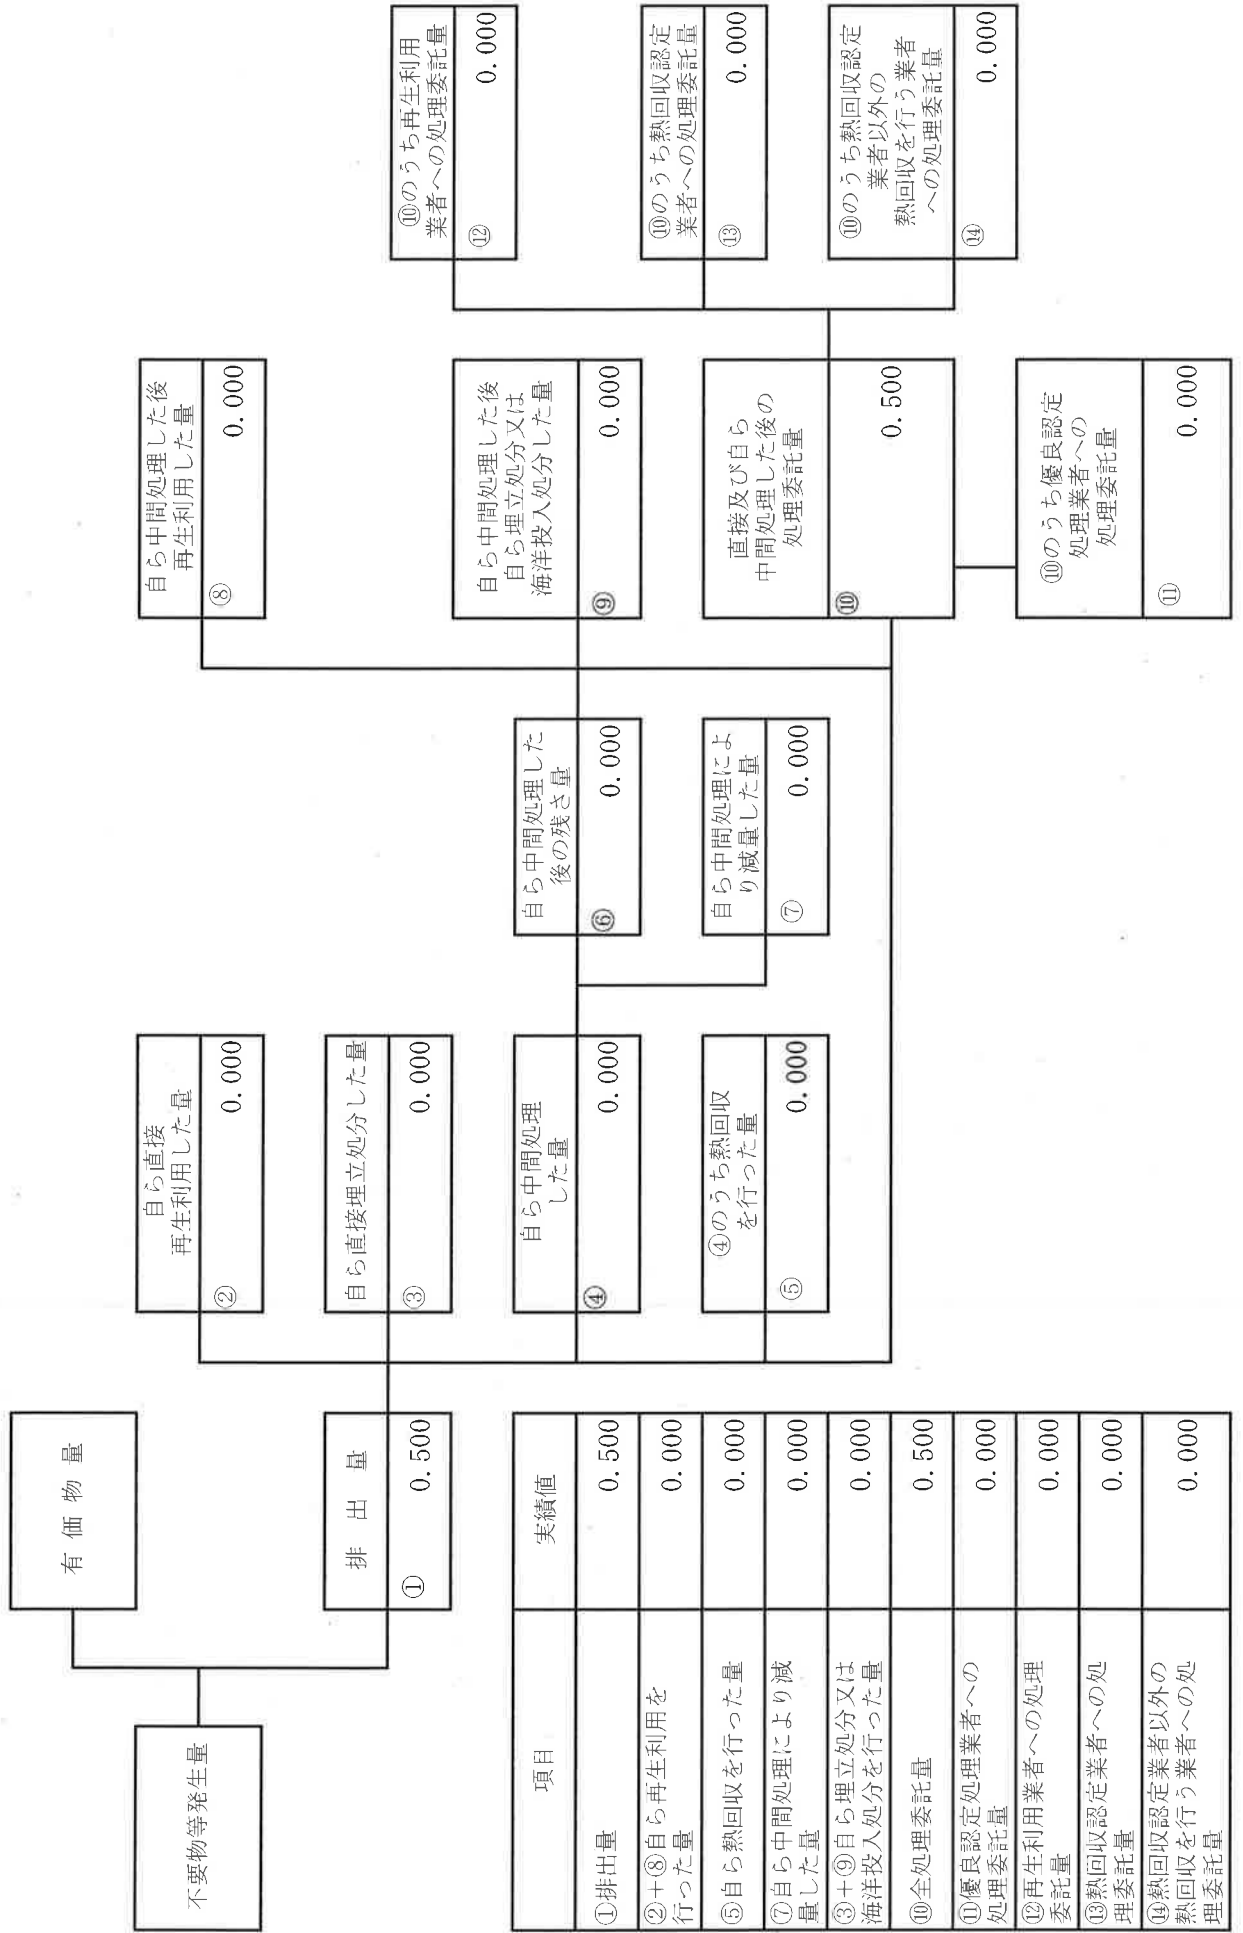 不要物等発生量
有価物量
排出量
①
0.500
自ら直接
再生利用した量
②
0.000
自ら直接埋立処分した量
③
0.000
自ら中間処理
した量
④
0.000
④のうち熱回収
を行った量
⑤
0.000
自ら中間処理した
後の残さ量
⑥
0.000
自ら中間処理によ
り減量した量
⑦
0.000
自ら中間処理した後
再生利用した量
⑧
0.000
自ら中間処理した後
自ら埋立処分又は
海洋投入処分した量
⑨
0.000
直接及び自ら
中間処理した後の
処理委託量
⑩
0.500
⑩のうち優良認定
処理業者への
処理委託量
⑪
0.000
⑩のうち再生利用
業者への処理委託量
⑫
0.000
⑩のうち熱回収認定
業者への処理委託量
⑬
0.000
⑩のうち熱回収認定
業者以外の
熱回収を行う業者
への処理委託量
⑭
0.000
項目
実績値
①排出量
0.500
②+⑧自ら再生利用を
行った量
0.000
⑤自ら熱回収を行った量
0.000
⑦自ら中間処理により減
量した量
0.000
③+⑨自ら埋立処分又は
海洋投入処分を行った量
0.000
⑩全処理委託量
0.500
⑪優良認定処理業者への
処理委託量
0.000
⑫再生利用業者への処理
委託量
0.000
⑬熱回収認定業者への処
理委託量
0.000
⑭熱回収認定業者以外の
熱回収を行う業者への処
理委託量
0.000